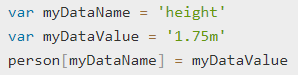 var myDataName = 'height'
var myDataValue = '1.75m'
person[myDataName] = myDataValue